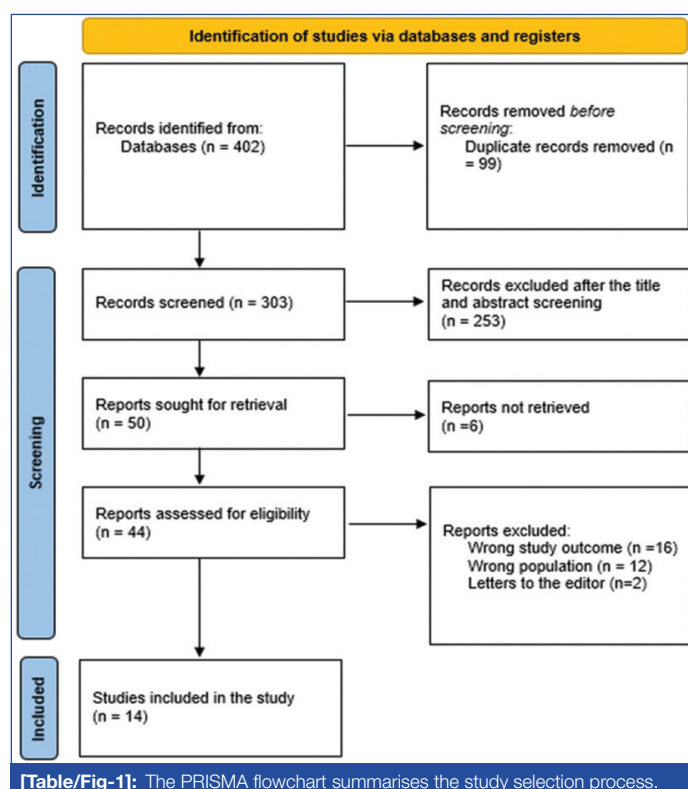 Identification of studies via databases and registers
Identification
Records identified from:
Databases (n = 402)
Records removed before
screening:
Duplicate records removed (n
= 99)
Screening
Records screened (n = 303)
Records excluded after the title
and abstract screening
(n = 253)
Reports sought for retrieval
(n = 50)
Reports not retrieved
(n =6)
Reports assessed for eligibility
(n = 44)
Reports excluded:
Wrong study outcome (n =16)
Wrong population (n = 12)
Letters to the editor (n=2)
Included
Studies included in the study
(n = 14)
[Table/Fig-1]: The PRISMA flowchart summarises the study selection process.